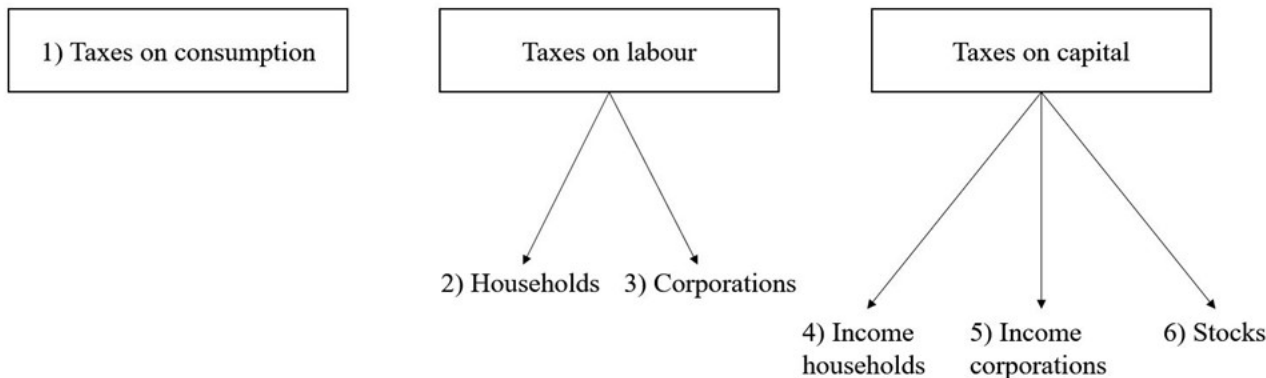 1) Taxes on consumption
Taxes on labour
Taxes on capital
2) Households
3) Corporations
4) Income
households
5) Income
corporations
6) Stocks